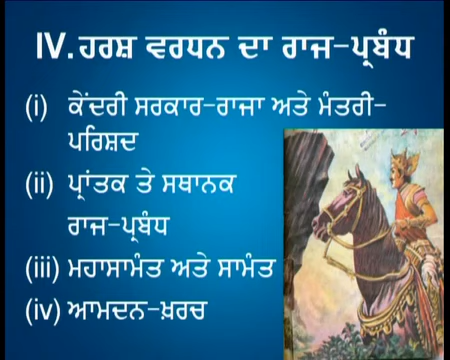 IV. ਹਰਸ਼ ਵਰਧਨ ਦਾ ਰਾਜ-ਪ੍ਰਬੰਧ
(i) ਕੇਂਦਰੀ ਸਰਕਾਰ-ਰਾਜਾ ਅਤੇ ਮੰਤਰੀ-
ਪਰਿਸ਼ਦ
(ii) ਪ੍ਰਾਂਤਕ ਤੇ ਸਥਾਨਕ
ਰਾਜ-ਪ੍ਰਬੰਧ
(iii) ਮਹਾਸਾਮੰਤ ਅਤੇ ਸਾਮੰਤ
(iv) ਆਮਦਨ-ਖ਼ਰਚ